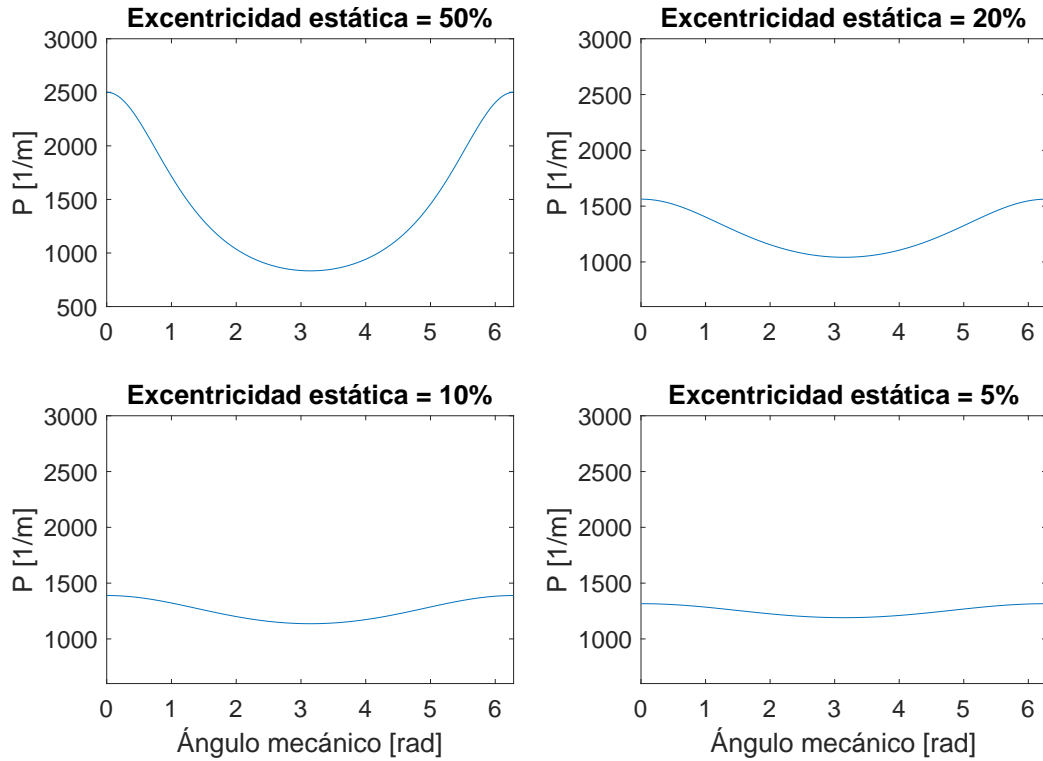 Excentricidad estática = 50%
3000
2500
2000
1500
1000
500
P [1/m]
0 1 2 3 4 5 6
Excentricidad estática = 20%
3000
2500
2000
1500
1000
P [1/m]
0 1 2 3 4 5 6
Excentricidad estática = 10%
3000
2500
2000
1500
1000
P [1/m]
0 1 2 3 4 5 6
Ángulo mecánico [rad]
Excentricidad estática = 5%
3000
2500
2000
1500
1000
P [1/m]
0 1 2 3 4 5 6
Ángulo mecánico [rad]